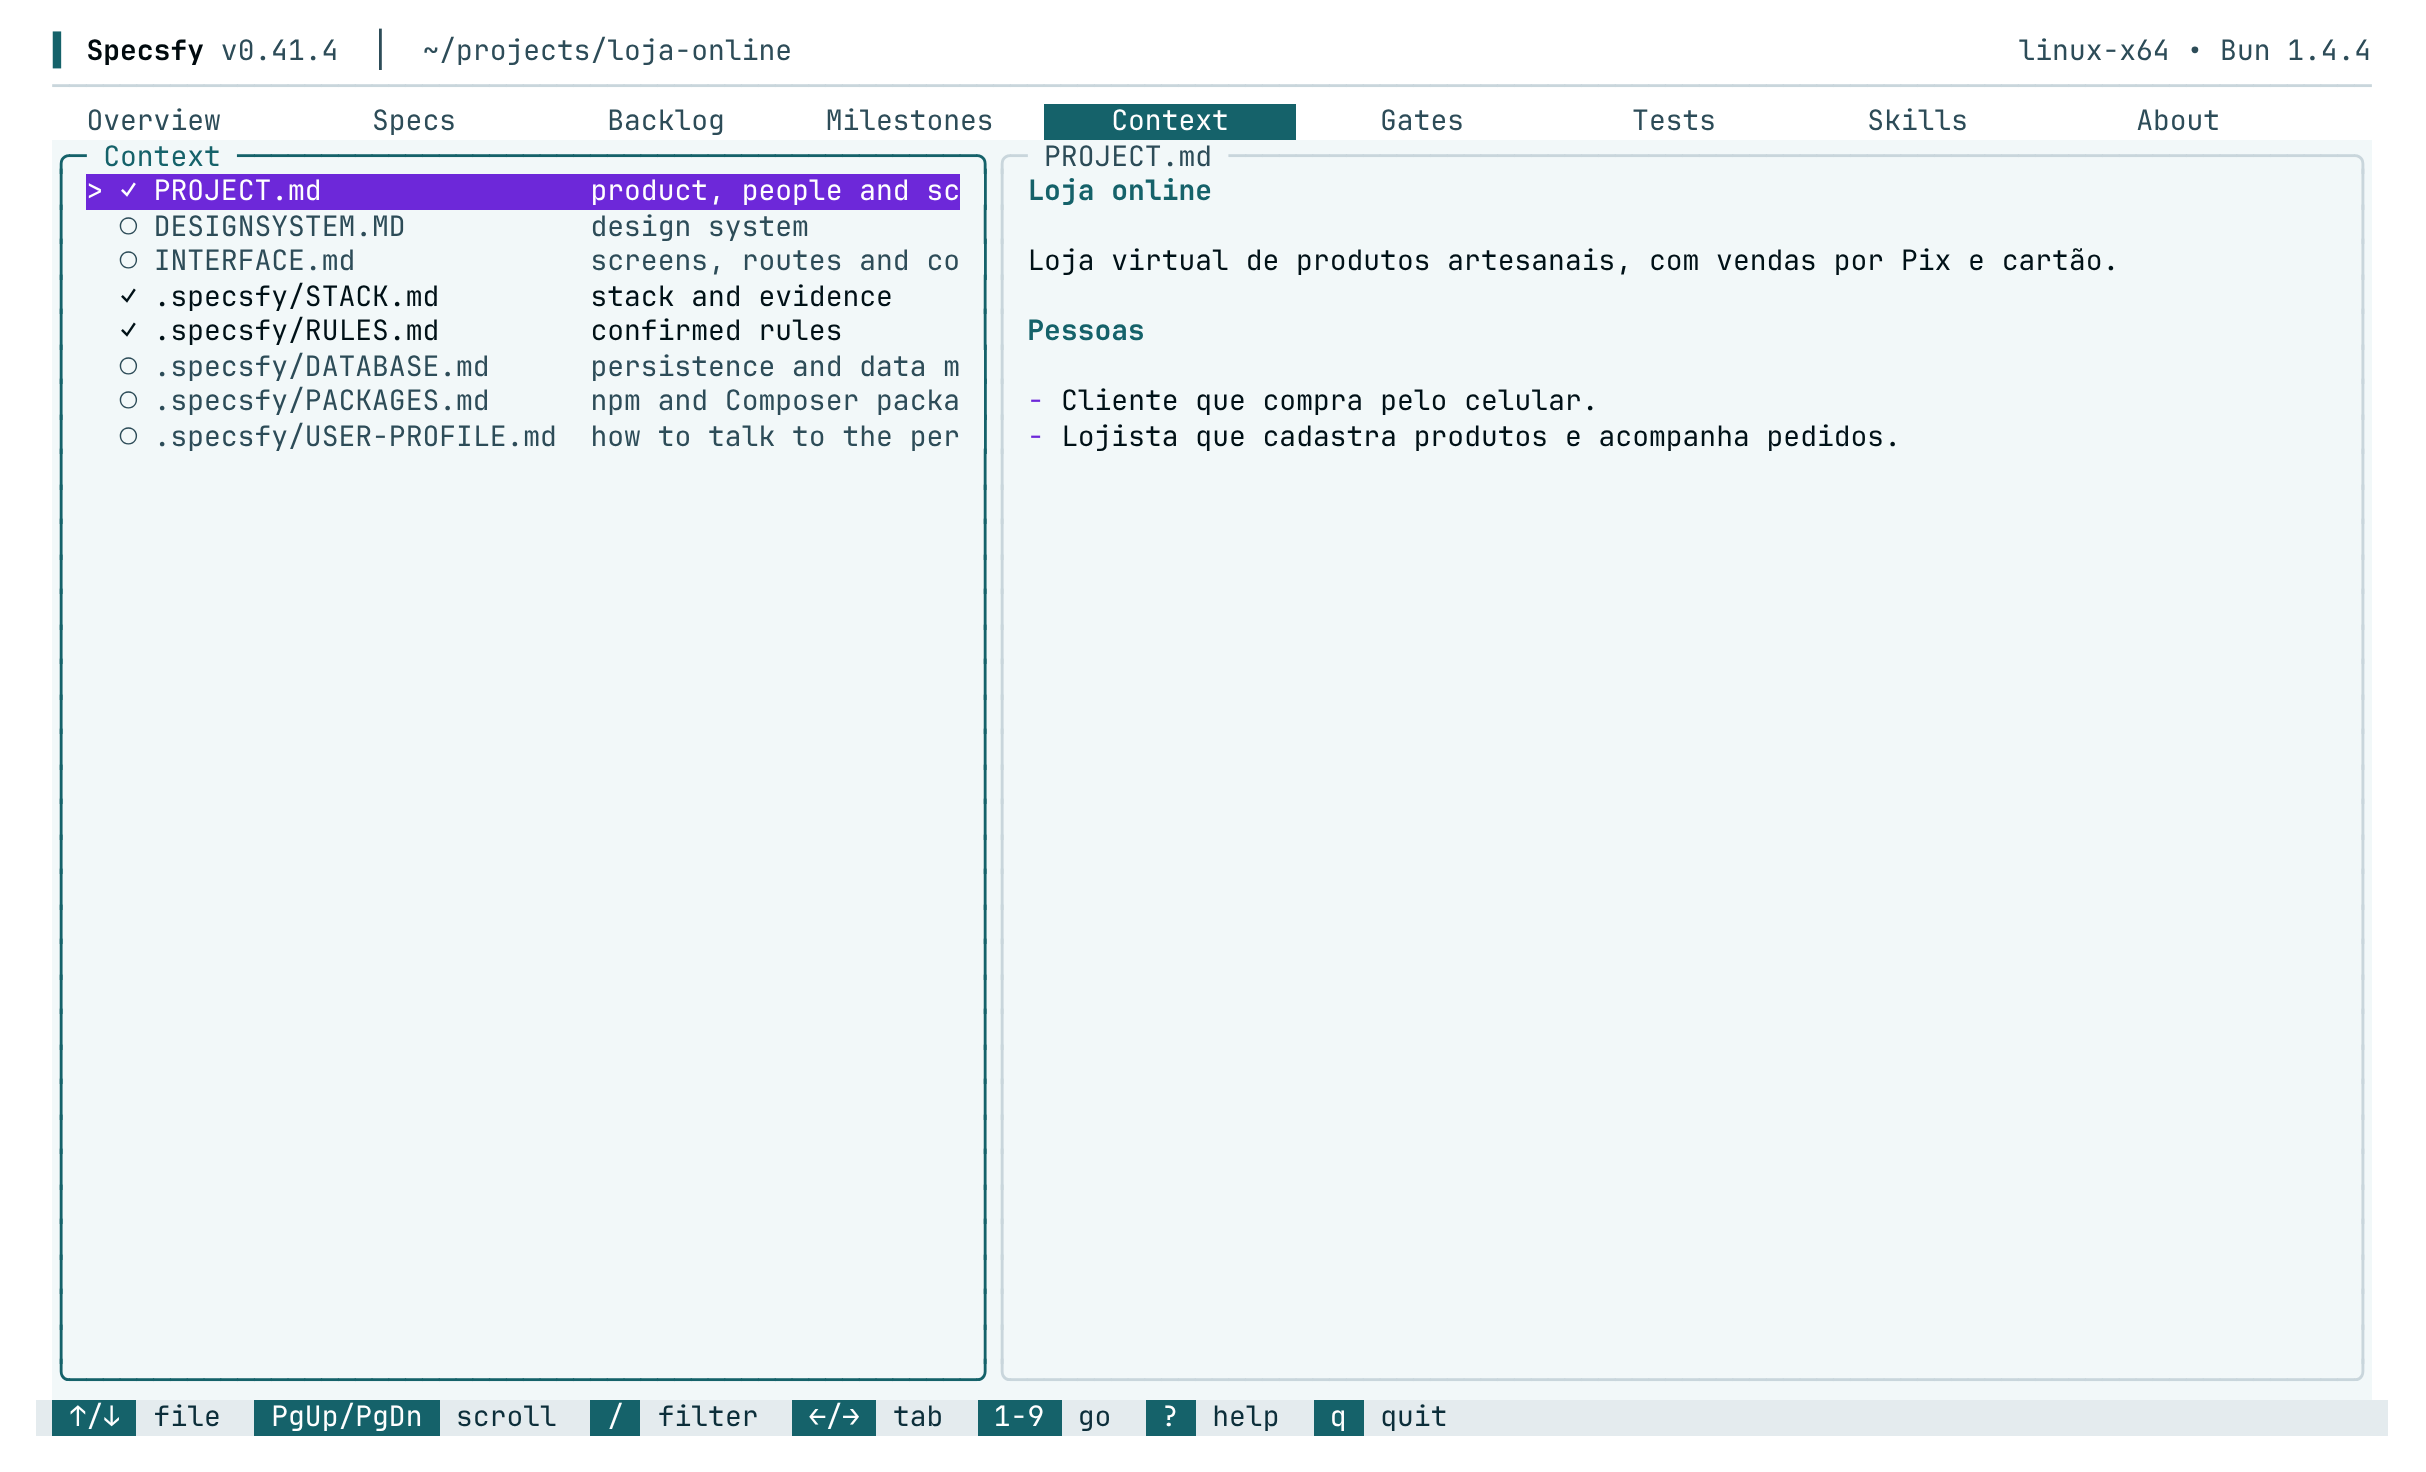 Specsfy v0.41.4 │ ~/projects/loja-online linux-x64 • Bun 1.4.4
Overview Specs Backlog Milestones Context Gates Tests Skills About
Context
> ✓ PROJECT.md product, people and sc
○ DESIGNSYSTEM.MD design system
○ INTERFACE.md screens, routes and co
✓ .specsfy/STACK.md stack and evidence
✓ .specsfy/RULES.md confirmed rules
○ .specsfy/DATABASE.md persistence and data m
○ .specsfy/PACKAGES.md npm and Composer packa
○ .specsfy/USER-PROFILE.md how to talk to the per
PROJECT.md
Loja online
Loja virtual de produtos artesanais, com vendas por Pix e cartão.
Pessoas
- Cliente que compra pelo celular.
- Lojista que cadastra produtos e acompanha pedidos.
↑/↓ file PgUp/PgDn scroll / filter ←/→ tab 1-9 go ? help q quit